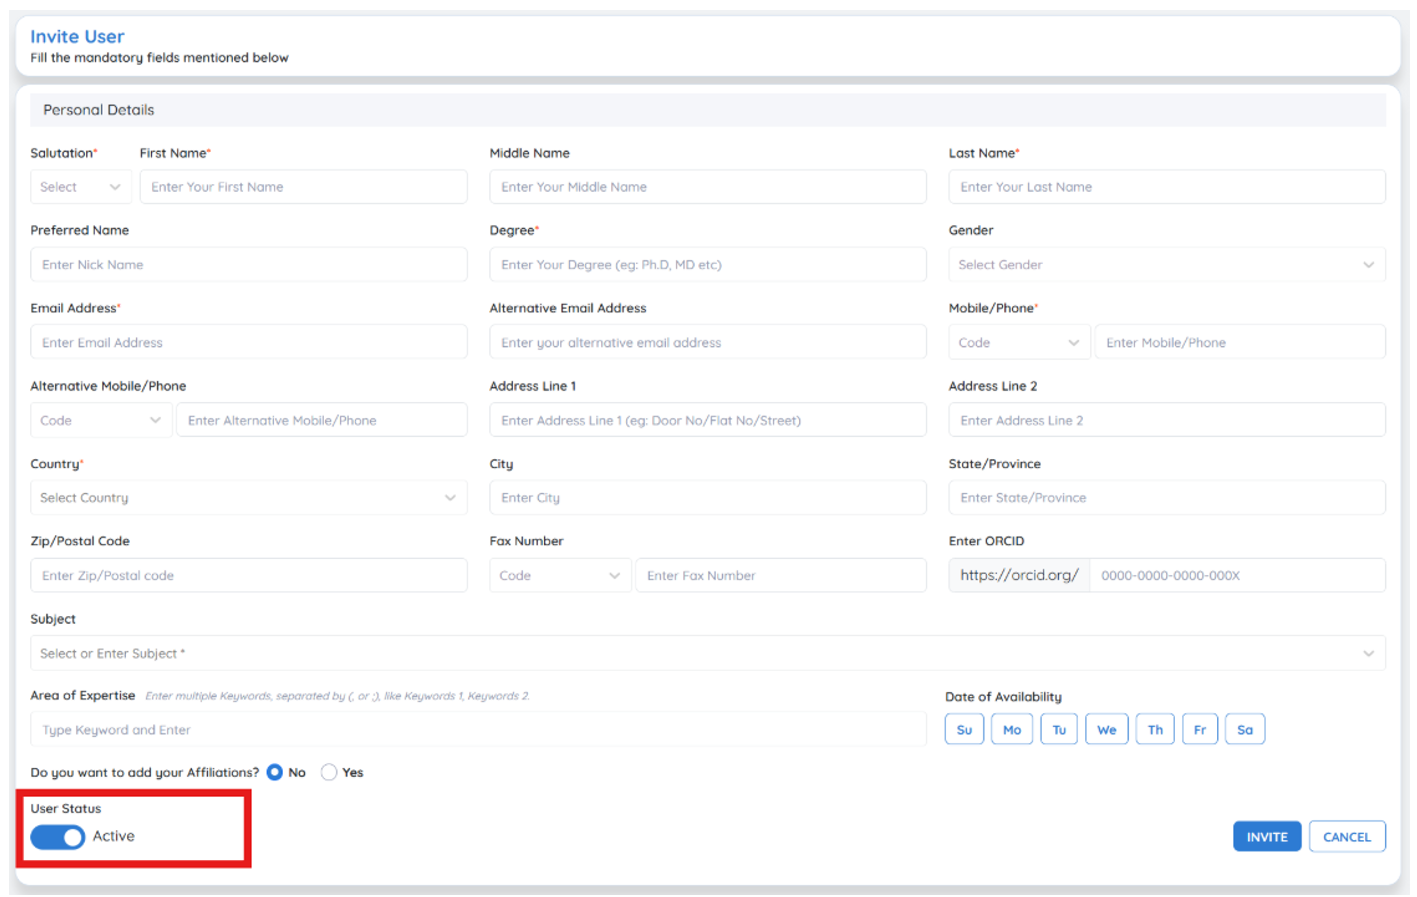 Invite User
Fill the mandatory fields mentioned below
Personal Details
Salutation* First Name* Middle Name Last Name*
Select Enter Your First Name Enter Your Middle Name Enter Your Last Name
Preferred Name Degree* Gender
Enter Nick Name Enter Your Degree (eg: Ph.D, MD etc) Select Gender
Email Address* Alternative Email Address Mobile/Phone*
Enter Email Address Enter your alternative email address Code Enter Mobile/Phone
Alternative Mobile/Phone Address Line 1 Address Line 2
Code Enter Alternative Mobile/Phone Enter Address Line 1 (eg: Door No/Flat No/Street) Enter Address Line 2
Country* City State/Province
Select Country Enter City Enter State/Province
Zip/Postal Code Fax Number Enter ORCID
Enter Zip/Postal code Code Enter Fax Number https://orcid.org/ 0000-0000-0000-000X
Subject
Select or Enter Subject *
Area of Expertise Enter multiple Keywords, separated by (, or ;), like Keywords 1, Keywords 2. Date of Availability
Type Keyword and Enter Su Mo Tu We Th Fr Sa
Do you want to add your Affiliations? No Yes
User Status
Active INVITE CANCEL